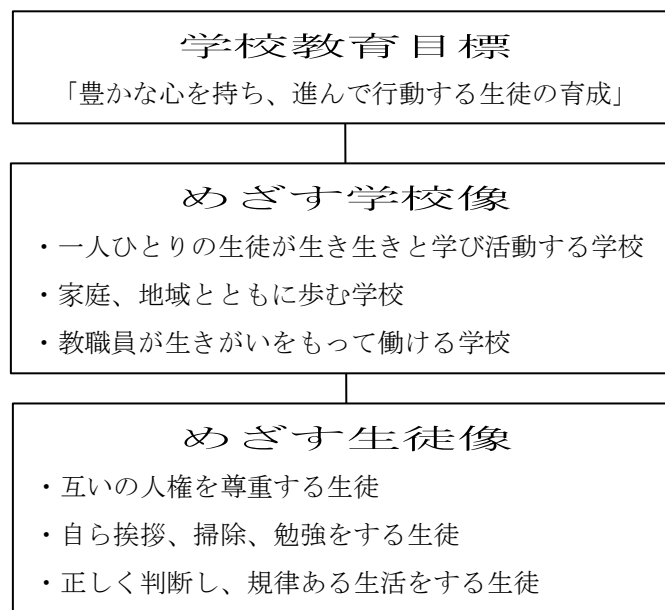 学校教育目標
「豊かな心を持ち、進んで行動する生徒の育成」
めざす学校像
・一人ひとりの生徒が生き生きと学び活動する学校
・家庭、地域とともに歩む学校
・教職員が生きがいをもって働ける学校
めざす生徒像
・互いの人権を尊重する生徒
・自ら挨拶、掃除、勉強をする生徒
・正しく判断し、規律ある生活をする生徒